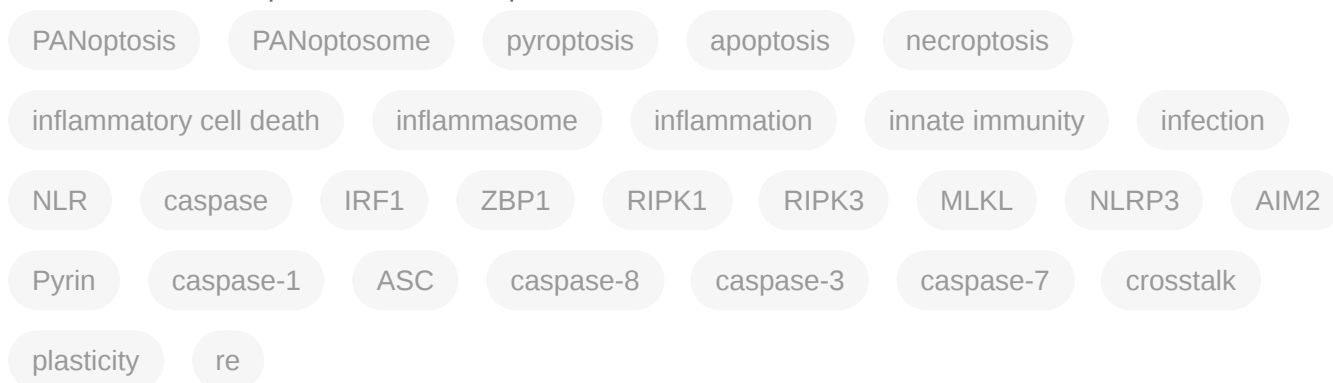 PANoptosis PANoptosome pyroptosis apoptosis necroptosis
inflammatory cell death inflammasome inflammation innate immunity infection
NLR caspase IRF1 ZBP1 RIPK1 RIPK3 MLKL NLRP3 AIM2
Pyrin caspase-1 ASC caspase-8 caspase-3 caspase-7 crosstalk
plasticity re